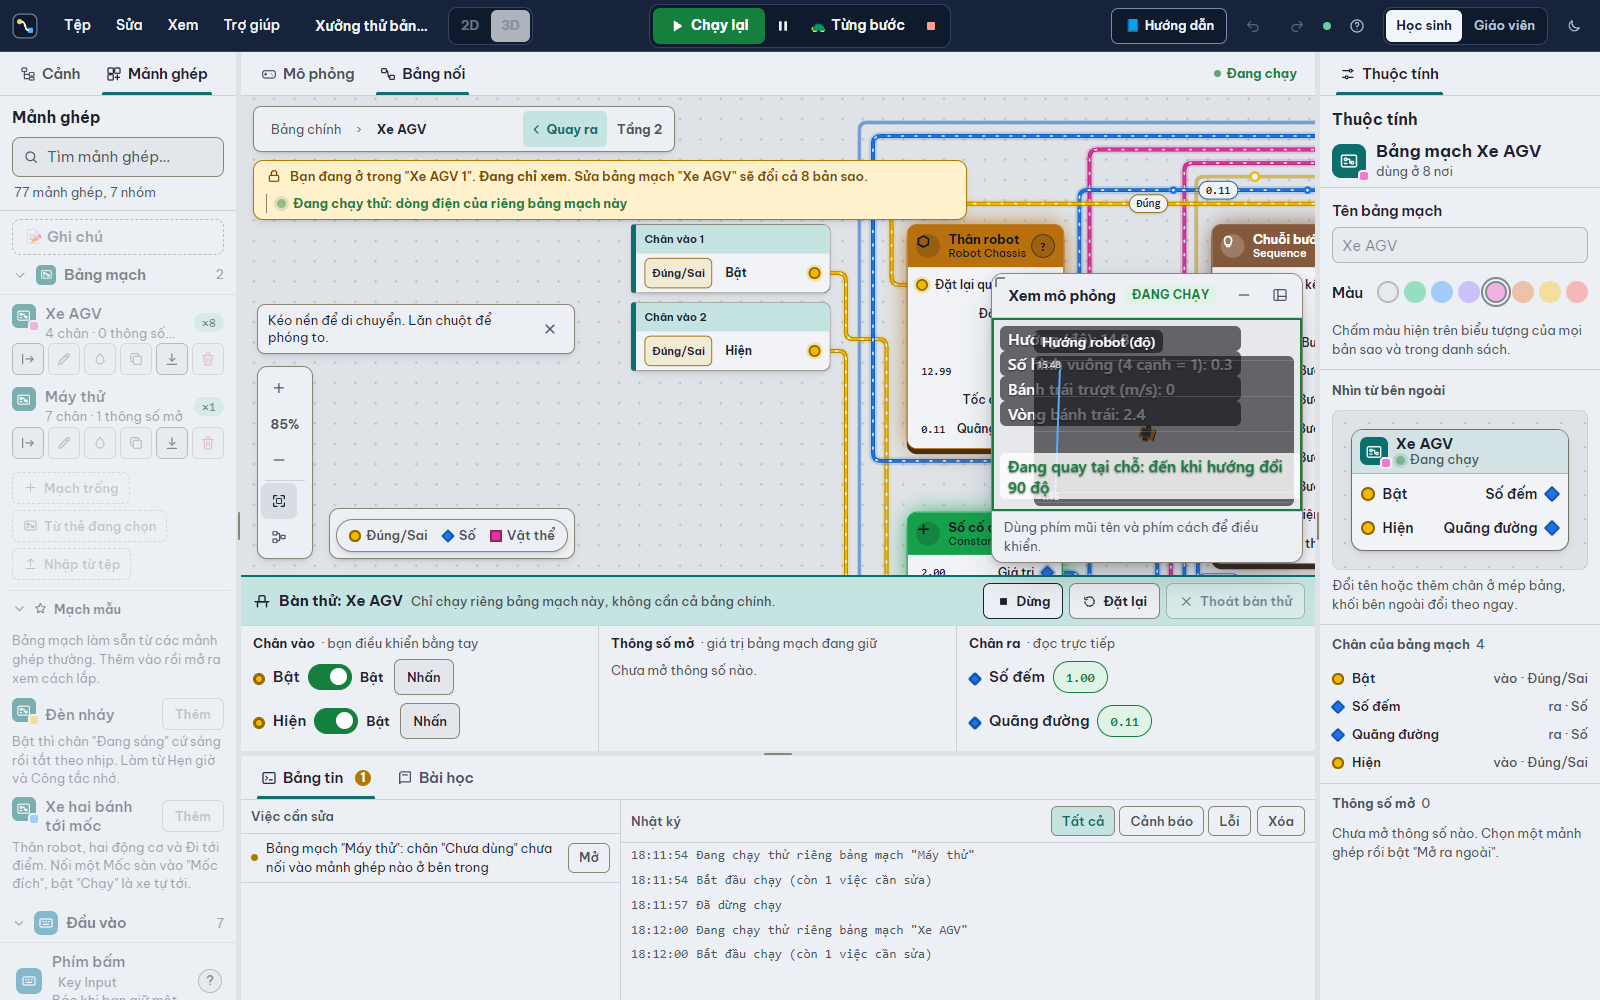 Tệp Sửa Xem Trợ giúp Xưởng thử bản... 2D 3D Chạy lại Từng bước Hướng dẫn Học sinh Giáo viên
Cảnh Mảnh ghép
Mảnh ghép
Tìm mảnh ghép...
77 mảnh ghép, 7 nhóm
Ghi chú
Bảng mạch 2
Xe AGV
4 chân · 0 thông số... ×8
Máy thử
7 chân · 1 thông số mở ×1
Mạch trống
Từ thẻ đang chọn
Nhập từ tệp
Mạch mẫu
Bảng mạch làm sẵn từ các mảnh
ghép thường. Thêm vào rồi mở ra
xem cách lắp.
Đèn nháy Thêm
Bật thì chân "Đang sáng" cứ sáng
rồi tắt theo nhịp. Làm từ Hẹn giờ
và Công tắc nhớ.
Xe hai bánh
tới mốc Thêm
Thân robot, hai động cơ và Đi tới
điểm. Nối một Mốc sàn vào "Mốc
đích", bật "Chạy" là xe tự tới.
Đầu vào 7
Phím bấm
Key Input
Mô phỏng Bảng nối Đang chạy
Bảng chính › Xe AGV Quay ra Tầng 2
Bạn đang ở trong "Xe AGV 1". Đang chỉ xem. Sửa bảng mạch "Xe AGV" sẽ đổi cả 8 bản sao.
Đang chạy thử: dòng điện của riêng bảng mạch này
Chân vào 1
Đúng/Sai Bật
Chân vào 2
Đúng/Sai Hiện
Kéo nền để di chuyển. Lăn chuột để
phóng to.
85%
Đúng/Sai Số Vật thể
0.11
Đúng
Thân robot
Robot Chassis
?
Đặt lại qu
12.99
Tốc
0.11 Quãng
Chuỗi bướ
Sequence
Số cố
Constan
2.00 Giá trị
Xem mô phỏng ĐANG CHẠY
Hướng robot (độ)
15.48
Số hình vuông (4 cạnh = 1): 0.3
Bánh trái trượt (m/s): 0
Vòng bánh trái: 2.4
Đang quay tại chỗ: đến khi hướng đổi
90 độ
Dùng phím mũi tên và phím cách để điều
khiển.
Bàn thử: Xe AGV Chỉ chạy riêng bảng mạch này, không cần cả bảng chính. Dừng Đặt lại Thoát bàn thử
Chân vào · bạn điều khiển bằng tay
Bật Bật Nhấn
Hiện Bật Nhấn
Thông số mở · giá trị bảng mạch đang giữ
Chưa mở thông số nào.
Chân ra · đọc trực tiếp
Số đếm 1.00
Quãng đường 0.11
Bảng tin 1 Bài học
Việc cần sửa
Bảng mạch "Máy thử": chân "Chưa dùng" chưa
nối vào mảnh ghép nào ở bên trong
Mở
Nhật ký Tất cả Cảnh báo Lỗi Xóa
18:11:54 Đang chạy thử riêng bảng mạch "Máy thử"
18:11:54 Bắt đầu chạy (còn 1 việc cần sửa)
18:11:57 Đã dừng chạy
18:12:00 Đang chạy thử riêng bảng mạch "Xe AGV"
18:12:00 Bắt đầu chạy (còn 1 việc cần sửa)
Thuộc tính
Thuộc tính
Bảng mạch Xe AGV
dùng ở 8 nơi
Tên bảng mạch
Xe AGV
Màu
Chấm màu hiện trên biểu tượng của mọi
bản sao và trong danh sách.
Nhìn từ bên ngoài
Xe AGV
Đang chạy
Bật Số đếm
Hiện Quãng đường
Đổi tên hoặc thêm chân ở mép bảng,
khối bên ngoài đổi theo ngay.
Chân của bảng mạch 4
Bật vào · Đúng/Sai
Số đếm ra · Số
Quãng đường ra · Số
Hiện vào · Đúng/Sai
Thông số mở 0
Chưa mở thông số nào. Chọn một mảnh
ghép rồi bật "Mở ra ngoài".